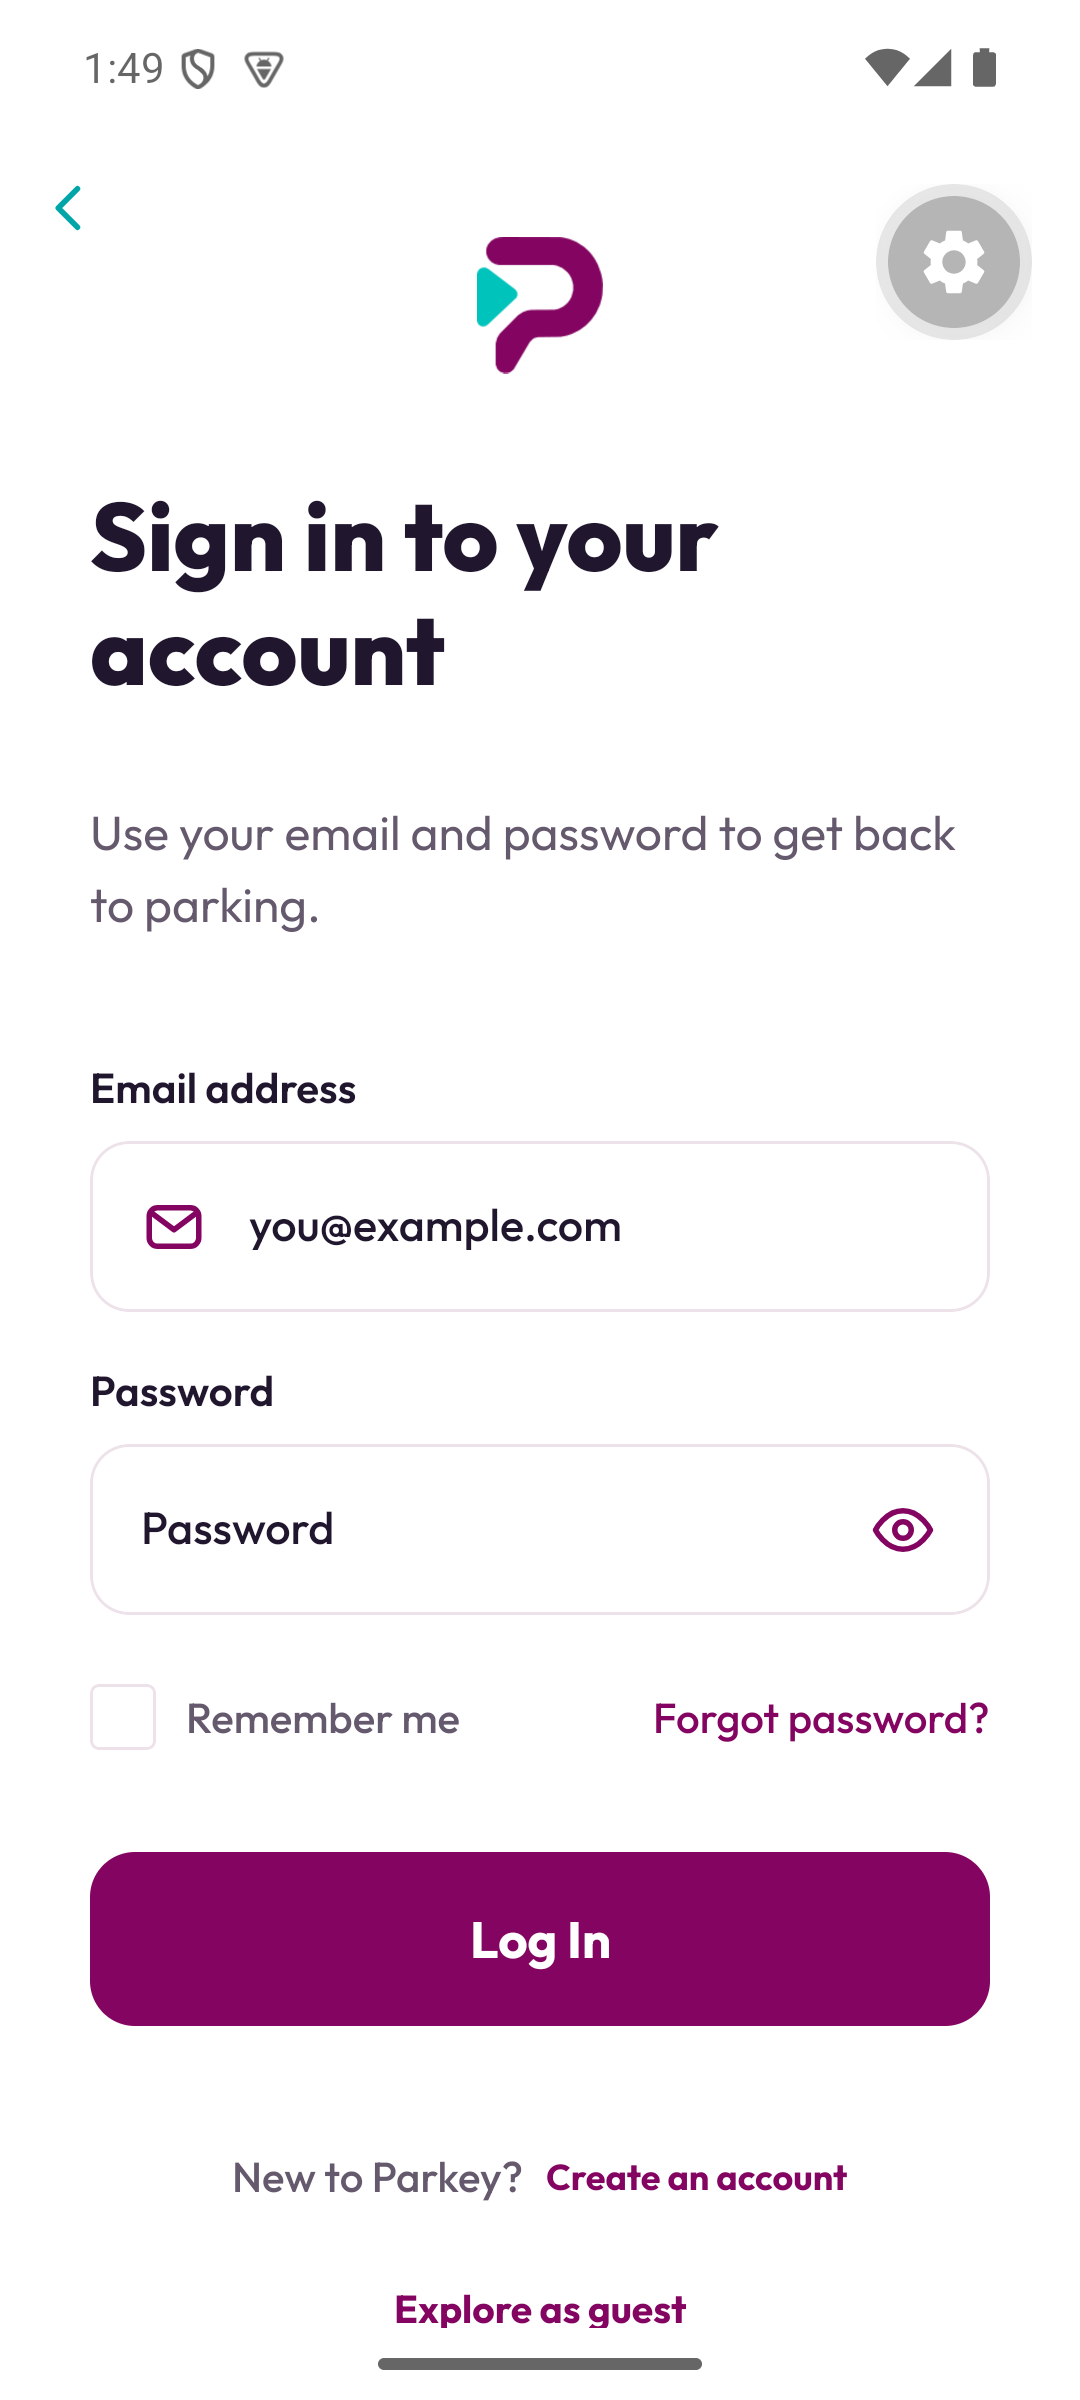 1:49
Sign in to your
account
Use your email and password to get back
to parking.
Email address
you@example.com
Password
Password
Remember me
Forgot password?
Log In
New to Parkey? Create an account
Explore as guest